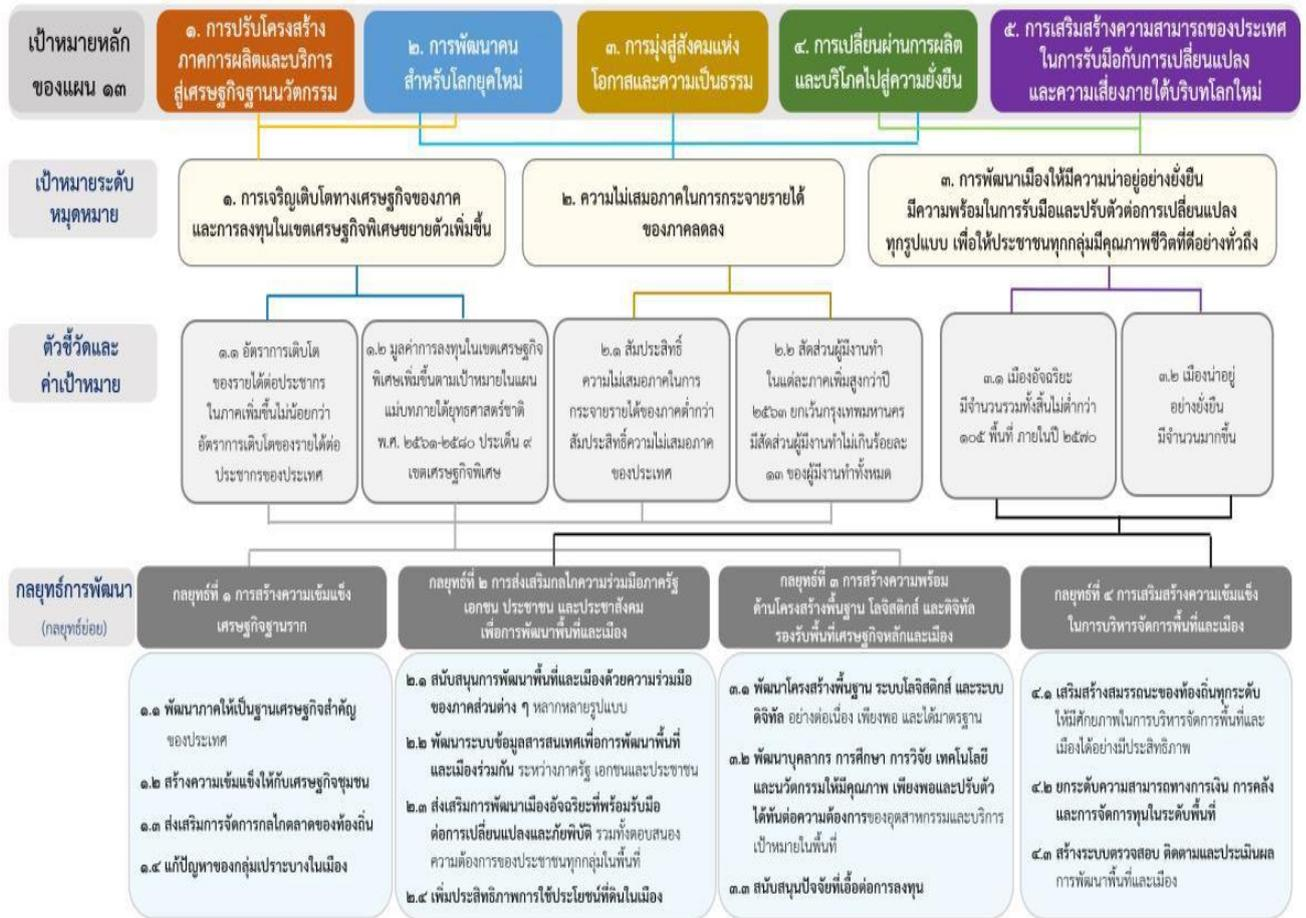 เป้าหมายหลัก
ของแผน ๑๓
๑. การปรับโครงสร้าง
ภาคการผลิตและบริการ
สู่เศรษฐกิจฐานนวัตกรรม
๒. การพัฒนาคน
สำหรับโลกยุคใหม่
๓. การมุ่งสู่สังคมแห่ง
โอกาสและความเป็นธรรม
๔. การเปลี่ยนผ่านการผลิต
และบริโภคไปสู่ความยั่งยืน
๕. การเสริมสร้างความสามารถของประเทศ
ในการรับมือกับการเปลี่ยนแปลง
และความเสี่ยงภายใต้บริบทโลกใหม่
เป้าหมายระดับ
หมุดหมาย
๑. การเจริญเติบโตทางเศรษฐกิจของภาค
และการลงทุนในเขตเศรษฐกิจพิเศษขยายตัวเพิ่มขึ้น
๒. ความไม่เสมอภาคในการกระจายรายได้
ของภาคลดลง
๓. การพัฒนาเมืองให้มีความน่าอยู่อย่างยั่งยืน
มีความพร้อมในการรับมือและปรับตัวต่อการเปลี่ยนแปลง
ทุกรูปแบบ เพื่อให้ประชาชนทุกกลุ่มมีคุณภาพชีวิตที่ดีอย่างทั่วถึง
ตัวชี้วัดและ
ค่าเป้าหมาย
๑.๑ อัตราการเติบโต
ของรายได้ต่อประชากร
ในภาคเพิ่มขึ้นไม่น้อยกว่า
อัตราการเติบโตของรายได้ต่อ
ประชากรของประเทศ
๑.๒ มูลค่าการลงทุนในเขตเศรษฐกิจ
พิเศษเพิ่มขึ้นตามเป้าหมายในแผน
แม่บทภายใต้ยุทธศาสตร์ชาติ
พ.ศ. ๒๕๖๑-๒๕๘๐ ประเด็น ๙
เขตเศรษฐกิจพิเศษ
๒.๑ สัมประสิทธิ์
ความไม่เสมอภาคในการ
กระจายรายได้ของภาคต่ำกว่า
สัมประสิทธิ์ความไม่เสมอภาค
ของประเทศ
๒.๒ สัดส่วนผู้มีงานทำ
ในแต่ละภาคเพิ่มสูงกว่าปี
๒๕๖๓ ยกเว้นกรุงเทพมหานคร
มีสัดส่วนผู้มีงานทำไม่เกินร้อยละ
๑๓ ของผู้มีงานทำทั้งหมด
๓.๑ เมืองอัจฉริยะ
มีจำนวนรวมทั้งสิ้นไม่ต่ำกว่า
๑๐๕ พื้นที่ ภายในปี ๒๕๗๐
๓.๒ เมืองน่าอยู่
อย่างยั่งยืน
มีจำนวนมากขึ้น
กลยุทธ์การพัฒนา
(กลยุทธ์ย่อย)
กลยุทธ์ที่ ๑ การสร้างความเข้มแข็ง
เศรษฐกิจฐานราก
กลยุทธ์ที่ ๒ การส่งเสริมกลไกความร่วมมือภาครัฐ
เอกชน ประชาชน และประชาสังคม
เพื่อการพัฒนาพื้นที่และเมือง
กลยุทธ์ที่ ๓ การสร้างความพร้อม
ด้านโครงสร้างพื้นฐาน โลจิสติกส์ และดิจิทัล
รองรับพื้นที่เศรษฐกิจหลักและเมือง
กลยุทธ์ที่ ๔ การเสริมสร้างความเข้มแข็ง
ในการบริหารจัดการพื้นที่และเมือง
๑.๑ พัฒนาภาคให้เป็นฐานเศรษฐกิจสำคัญ
ของประเทศ
๑.๒ สร้างความเข้มแข็งให้กับเศรษฐกิจชุมชน
๑.๓ ส่งเสริมการจัดการกลไกตลาดของท้องถิ่น
๑.๔ แก้ปัญหาของกลุ่มเปราะบางในเมือง
๒.๑ สนับสนุนการพัฒนาพื้นที่และเมืองด้วยความร่วมมือ
ของภาคส่วนต่าง ๆ หลากหลายรูปแบบ
๒.๒ พัฒนาระบบข้อมูลสารสนเทศเพื่อการพัฒนาพื้นที่
และเมืองร่วมกัน ระหว่างภาครัฐ เอกชนและประชาชน
๒.๓ ส่งเสริมการพัฒนาเมืองอัจฉริยะที่พร้อมรับมือ
ต่อการเปลี่ยนแปลงและภัยพิบัติ รวมทั้งตอบสนอง
ความต้องการของประชาชนทุกกลุ่มในพื้นที่
๒.๔ เพิ่มประสิทธิภาพการใช้ประโยชน์ที่ดินในเมือง
๓.๑ พัฒนาโครงสร้างพื้นฐาน ระบบโลจิสติกส์ และระบบ
ดิจิทัล อย่างต่อเนื่อง เพียงพอ และได้มาตรฐาน
๓.๒ พัฒนาบุคลากร การศึกษา การวิจัย เทคโนโลยี
และนวัตกรรมให้มีคุณภาพ เพียงพอและปรับตัว
ได้ทันต่อความต้องการของอุตสาหกรรมและบริการ
เป้าหมายในพื้นที่
๓.๓ สนับสนุนปัจจัยที่เอื้อต่อการลงทุน
๔.๑ เสริมสร้างสมรรถนะของท้องถิ่นทุกระดับ
ให้มีศักยภาพในการบริหารจัดการพื้นที่และ
เมืองได้อย่างมีประสิทธิภาพ
๔.๒ ยกระดับความสามารถทางการเงิน การคลัง
และการจัดการทุนในระดับพื้นที่
๔.๓ สร้างระบบตรวจสอบ ติดตามและประเมินผล
การพัฒนาพื้นที่และเมือง